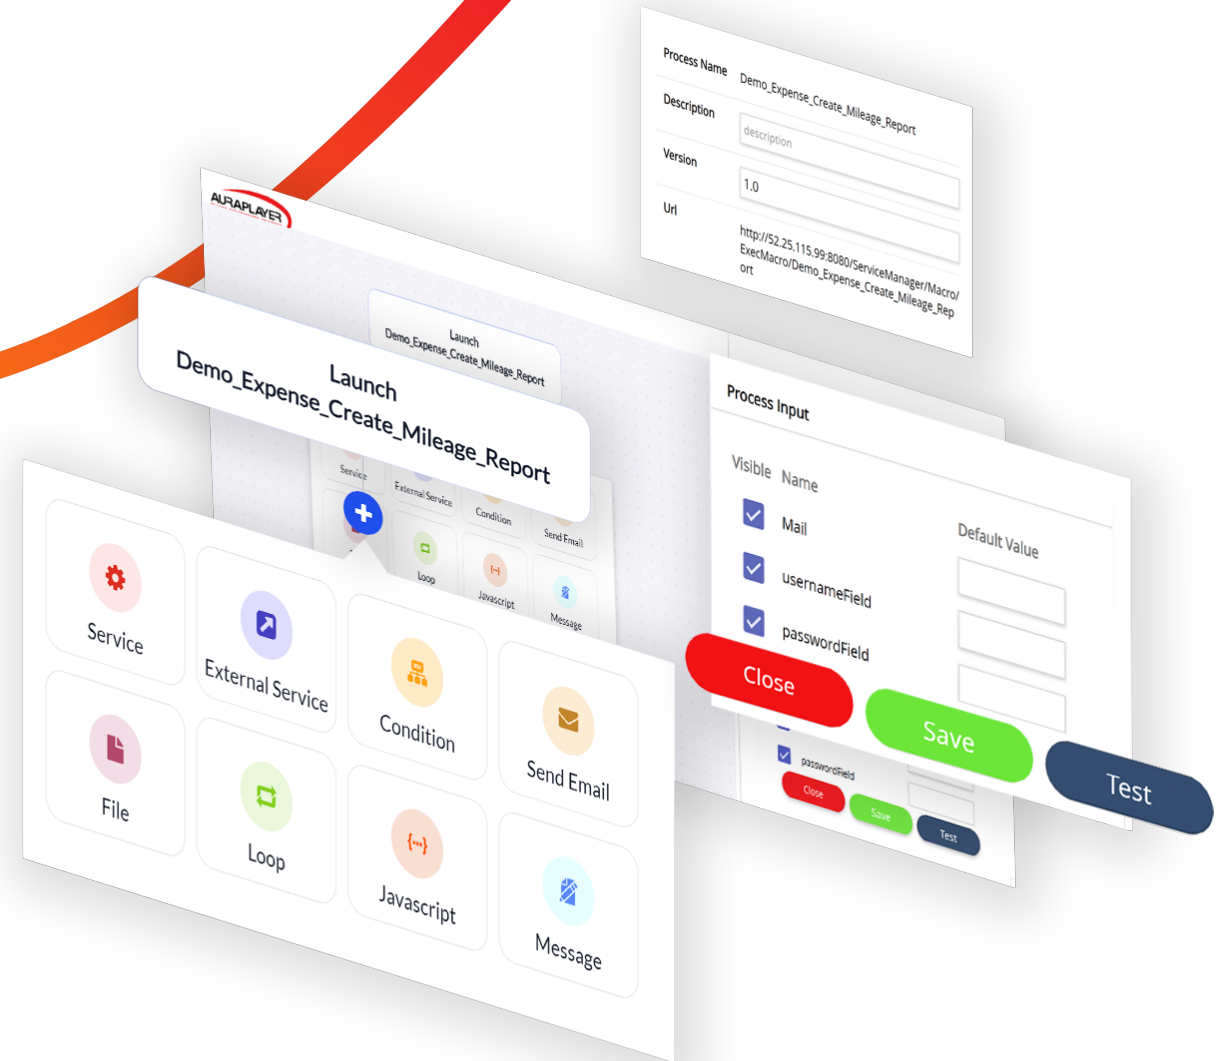 Process Name Demo_Expense_Create_Mileage_Report
Description description
Version 1.0
Url http://52.25.115.99:8080/ServiceManager/Macro/
ExecMacro/Demo_Expense_Create_Mileage_Rep
ort
AURAPLAYER
Launch
Demo_Expense_Create_Mileage_Report
Launch
Demo_Expense_Create_Mileage_Report
Service
External Service
Condition
Send Email
Loop
Javascript
Message
Service
External Service
Condition
Send Email
File
Loop
Javascript
Message
Process Input
Visible Name Default Value
Mail
usernameField
passwordField
Close
Save
Test
passwordField
Close
Save
Test